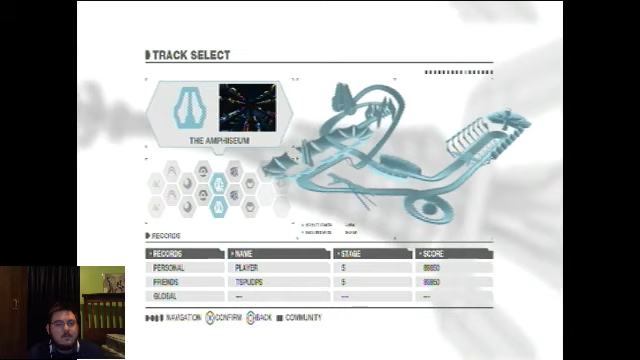 TRACK SELECT
THE AMPHISEUM
RECORDS
RECORDS NAME STAGE SCORE
PERSONAL PLAYER 5
FRIENDS 5
GLOBAL --- --- ---
NAVIGATION CONFIRM BACK COMMUNITY